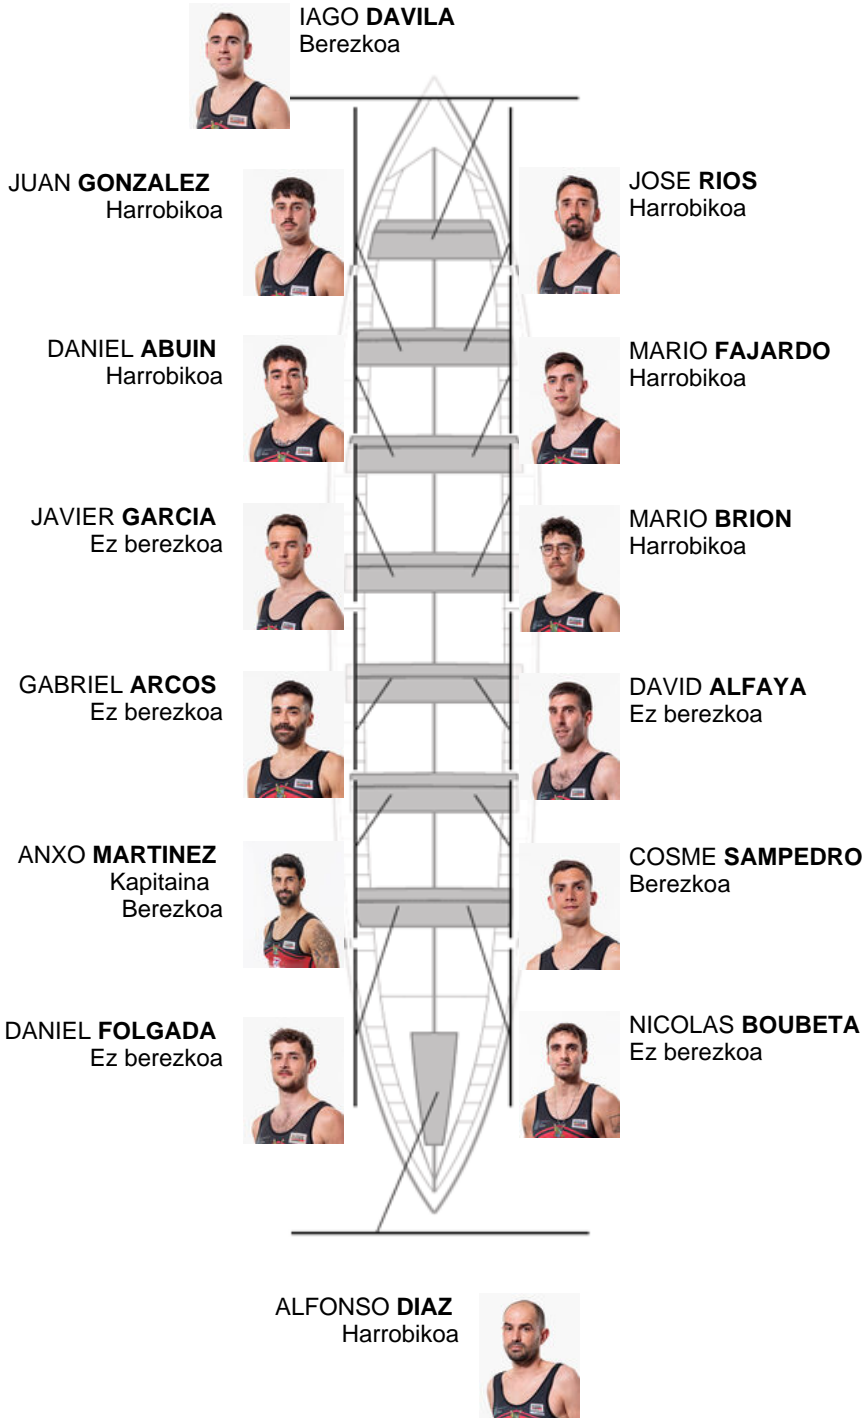 IAGO DAVILA
Berezkoa
JUAN GONZALEZ
Harrobikoa
JOSE RIOS
Harrobikoa
DANIEL ABUIN
Harrobikoa
MARIO FAJARDO
Harrobikoa
JAVIER GARCIA
Ez berezkoa
MARIO BRION
Harrobikoa
GABRIEL ARCOS
Ez berezkoa
DAVID ALFAYA
Ez berezkoa
ANXO MARTINEZ
Kapitaina
Berezkoa
COSME SAMPEDRO
Berezkoa
DANIEL FOLGADA
Ez berezkoa
NICOLAS BOUBETA
Ez berezkoa
ALFONSO DIAZ
Harrobikoa